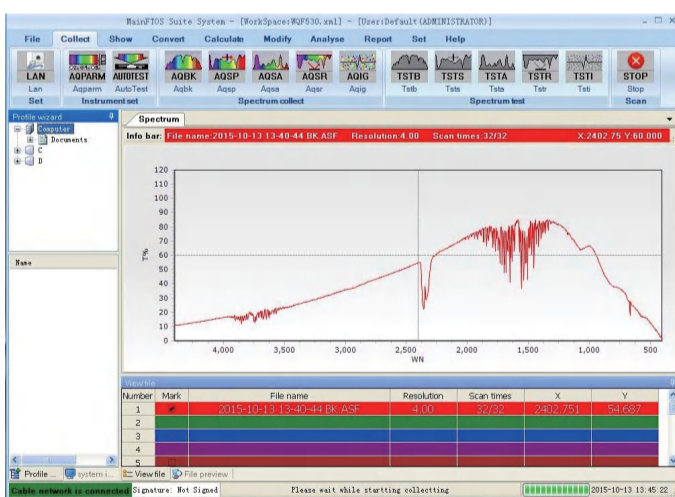 MainFTOS Suite System - [WorkSpace:WQF530.xml] - [User:Default(ADMINISTRATOR)]
File Collect Show Convert Calculate Modify Analyse Report Set Help
LAN AQPARM AUTOTEST AQBK AQSP AQSA AQSR AQIG TSTB TSTS TSTA TSTR TSTI STOP
Lan Aqparm AutoTest Aqbk Aqsp Aqsa Aqsr Aqig Tstb Tsts Tsta Tstr Tsti Stop
Set Instrument set Spectrum collect Spectrum test Scan
Profile wizard
Computer
Documents
C
D
Name
Spectrum
Info bar: File name:2015-10-13 13-40-44 BK.ASF Resolution:4.00 Scan times:32/32 X:2402.75 Y:60.000
120
110
100
90
80
70
60
50
40
30
20
10
0
T%
4,000 3,500 3,000 2,500 2,000 1,500 1,000 500
WN
View file
Number Mark File name Resolution Scan times X Y
1 2015-10-13 13-40-44 BK.ASF 4.00 32/32 2402.751 54.687
2
3
4
5
Profile ... system i... View file File preview
Cable network is connected Signature: Not Signed Please wait while startting collectting 2015-10-13 13:45:22